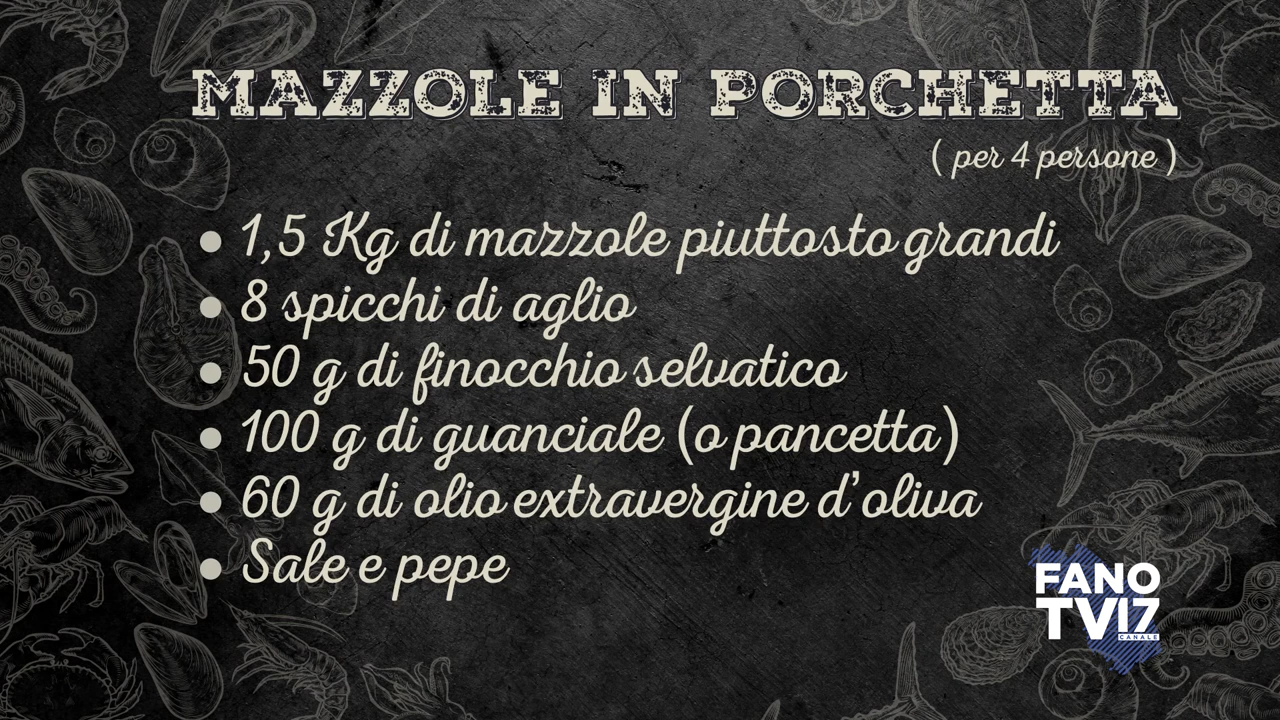 MAZZOLE IN PORCHETTA
( per 4 persone )
• 1,5 Kg di mazzole piuttosto grandi
• 8 spicchi di aglio
• 50 g di finocchio selvatico
• 100 g di guanciale (o pancetta)
• 60 g di olio extravergine d'oliva
• Sale e pepe
FANO
TV17
CANALE